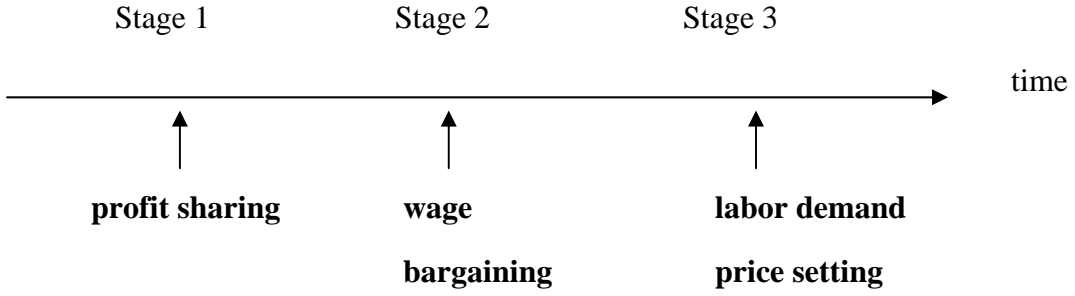 Stage 1 Stage 2 Stage 3
time
profit sharing wage labor demand
bargaining price setting